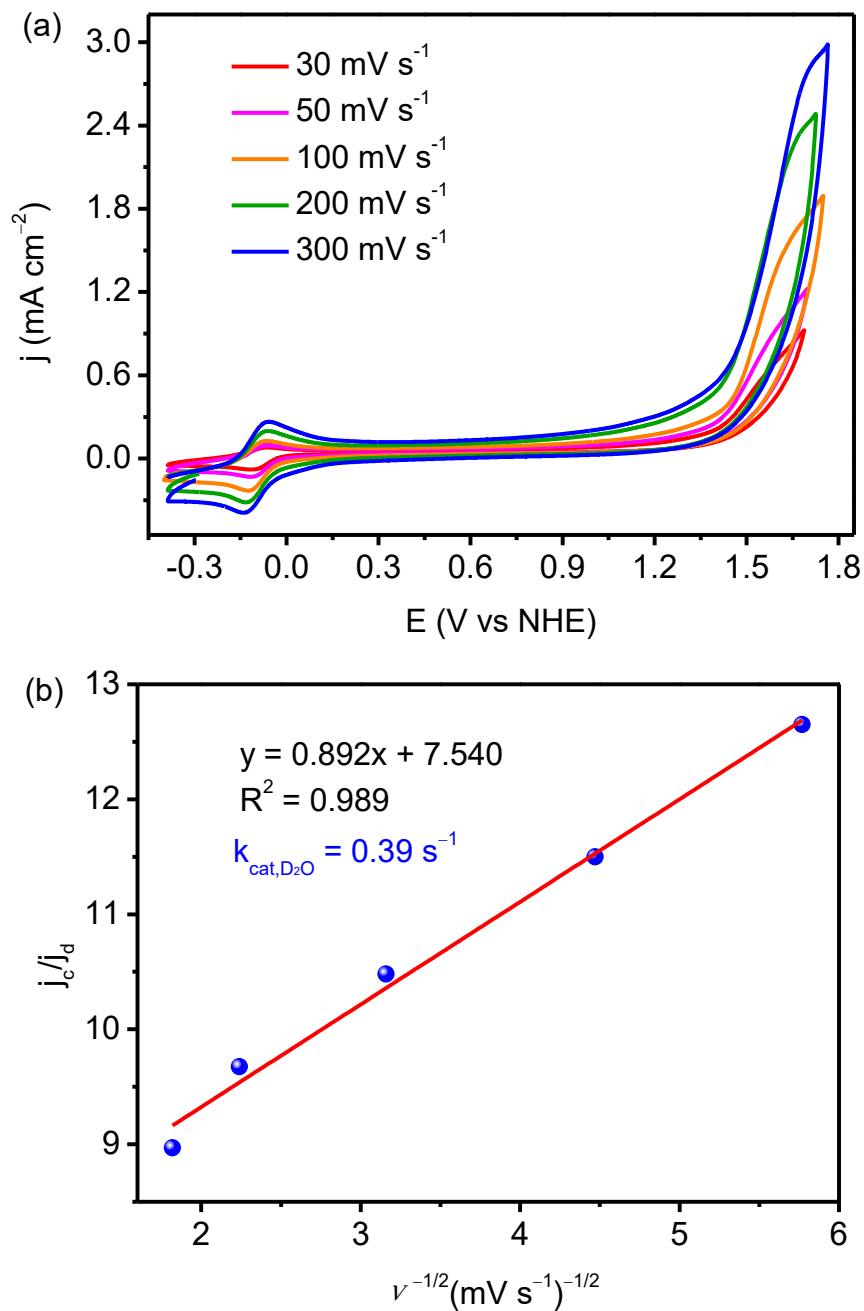 (a)
3.0
2.4
1.8
1.2
0.6
0.0
j (mA cm⁻²)
30 mV s⁻¹
50 mV s⁻¹
100 mV s⁻¹
200 mV s⁻¹
300 mV s⁻¹
-0.3 0.0 0.3 0.6 0.9 1.2 1.5 1.8
E (V vs NHE)
(b)
13
12
11
10
9
j_c/j_d
y = 0.892x + 7.540
R² = 0.989
k_cat,D₂O = 0.39 s⁻¹
2 3 4 5 6
ν⁻¹/²(mV s⁻¹)⁻¹/²